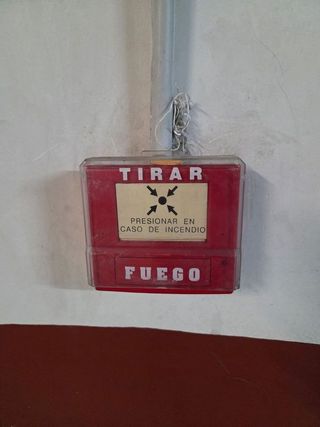 TIRAR
PRESIONAR EN
CASO DE INCENDIO
FUEGO